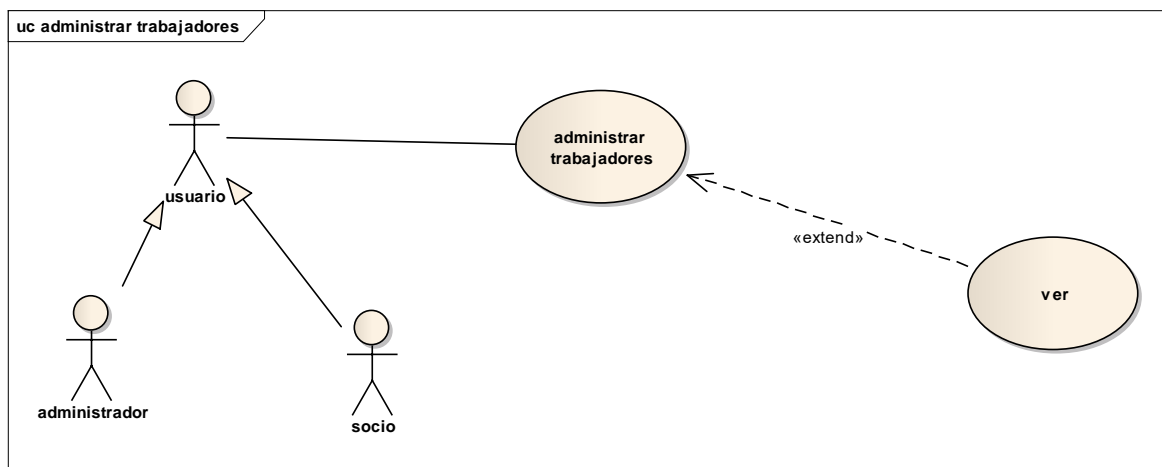 uc administrar trabajadores
usuario
administrar
trabajadores
«extend»
ver
administrador
socio